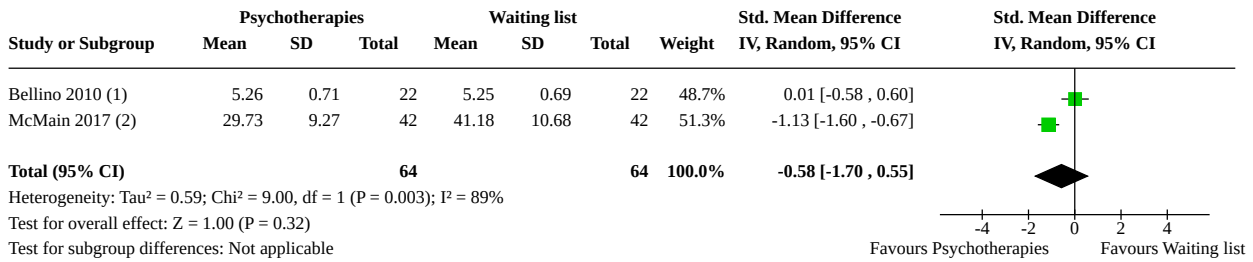 Psychotherapies Waiting list Std. Mean Difference Std. Mean Difference
Study or Subgroup Mean SD Total Mean SD Total Weight IV, Random, 95% CI IV, Random, 95% CI
Bellino 2010 (1) 5.26 0.71 22 5.25 0.69 22 48.7% 0.01 [-0.58 , 0.60]
McMain 2017 (2) 29.73 9.27 42 41.18 10.68 42 51.3% -1.13 [-1.60 , -0.67]
Total (95% CI) 64 64 100.0% -0.58 [-1.70 , 0.55]
Heterogeneity: Tau² = 0.59; Chi² = 9.00, df = 1 (P = 0.003); I² = 89%
Test for overall effect: Z = 1.00 (P = 0.32)
Test for subgroup differences: Not applicable
-4 -2 0 2 4
Favours Psychotherapies Favours Waiting list